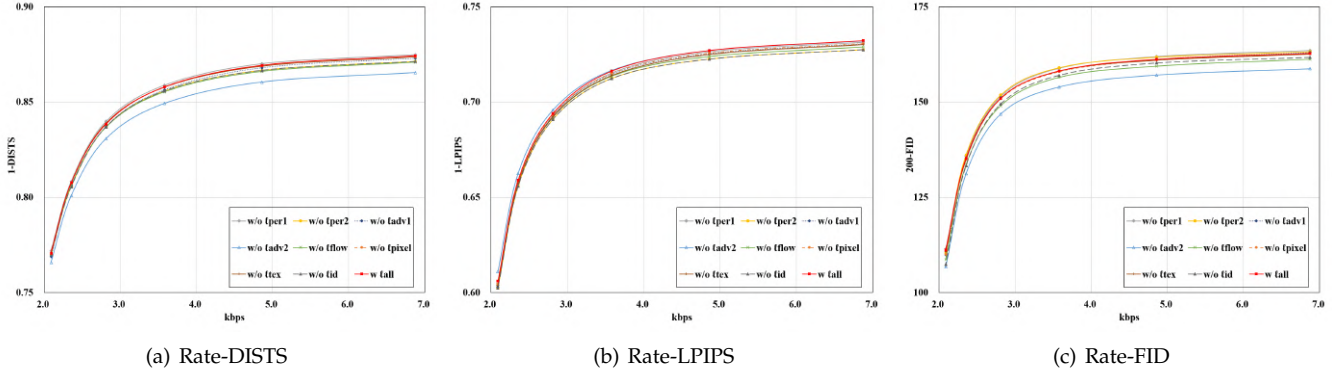 0.90
0.85
0.80
0.75
1-DISTS
2.0 3.0 4.0 5.0 6.0 7.0
kbps
w/o ℓper1 w/o ℓper2 w/o ℓadv1
w/o ℓadv2 w/o ℓflow w/o ℓpixel
w/o ℓtex w/o ℓid w ℓall
(a) Rate-DISTS
0.75
0.70
0.65
0.60
1-LPIPS
2.0 3.0 4.0 5.0 6.0 7.0
kbps
w/o ℓper1 w/o ℓper2 w/o ℓadv1
w/o ℓadv2 w/o ℓflow w/o ℓpixel
w/o ℓtex w/o ℓid w ℓall
(b) Rate-LPIPS
175
150
125
100
200-FID
2.0 3.0 4.0 5.0 6.0 7.0
kbps
w/o ℓper1 w/o ℓper2 w/o ℓadv1
w/o ℓadv2 w/o ℓflow w/o ℓpixel
w/o ℓtex w/o ℓid w ℓall
(c) Rate-FID